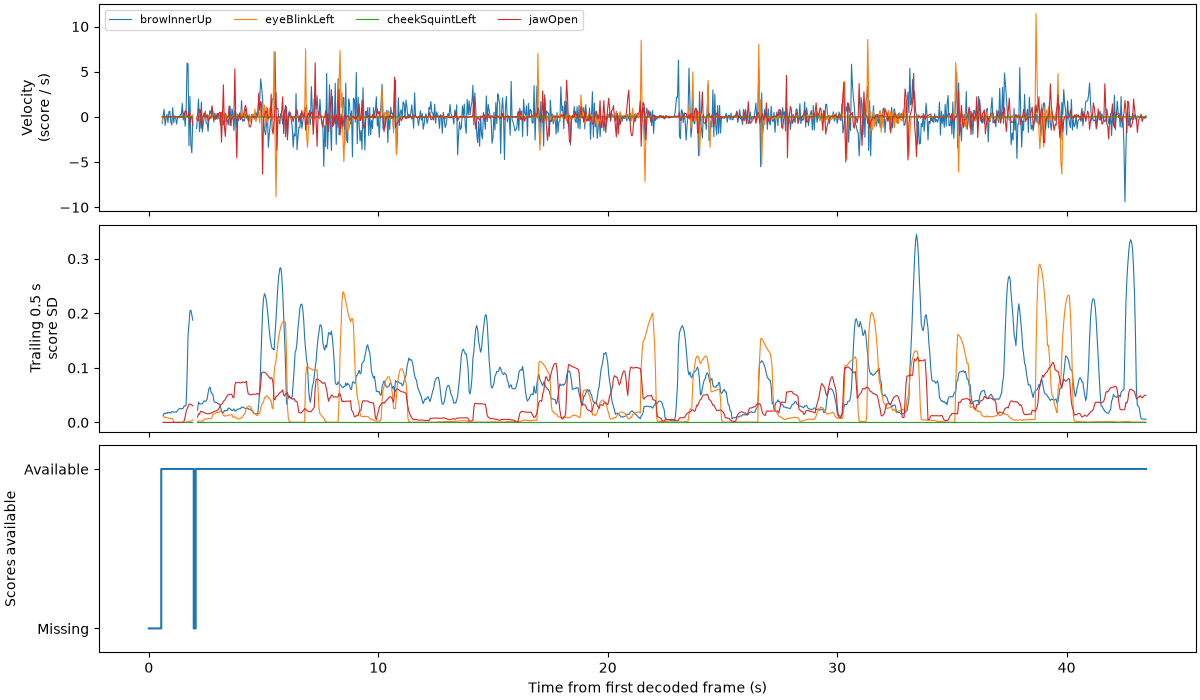 browInnerUp eyeBlinkLeft cheekSquintLeft jawOpen
Velocity
(score / s)
10
5
0
−5
−10
Trailing 0.5 s
score SD
0.3
0.2
0.1
0.0
Scores available
Available
Missing
0 10 20 30 40
Time from first decoded frame (s)